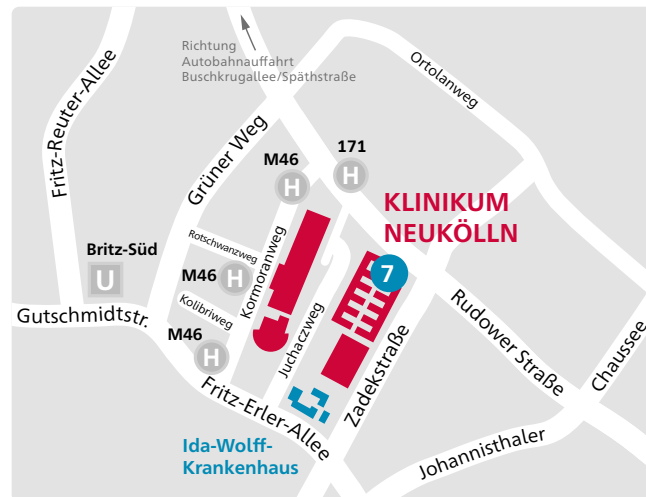 Richtung
Autobahnauffahrt
Buschkrugallee/Späthstraße
Fritz-Reuter-Allee
Ortolanweg
Grüner Weg
M46
H
171
H
KLINIKUM
NEUKÖLLN
7
Rotschwanzweg
Britz-Süd
U
M46
H
Kormoranweg
Kolibriweg
Gutschmidtstr.
M46
H
Juchaczweg
Rudower Straße
Zadekstraße
Chaussee
Fritz-Erler-Allee
Johannisthaler
Ida-Wolff-
Krankenhaus